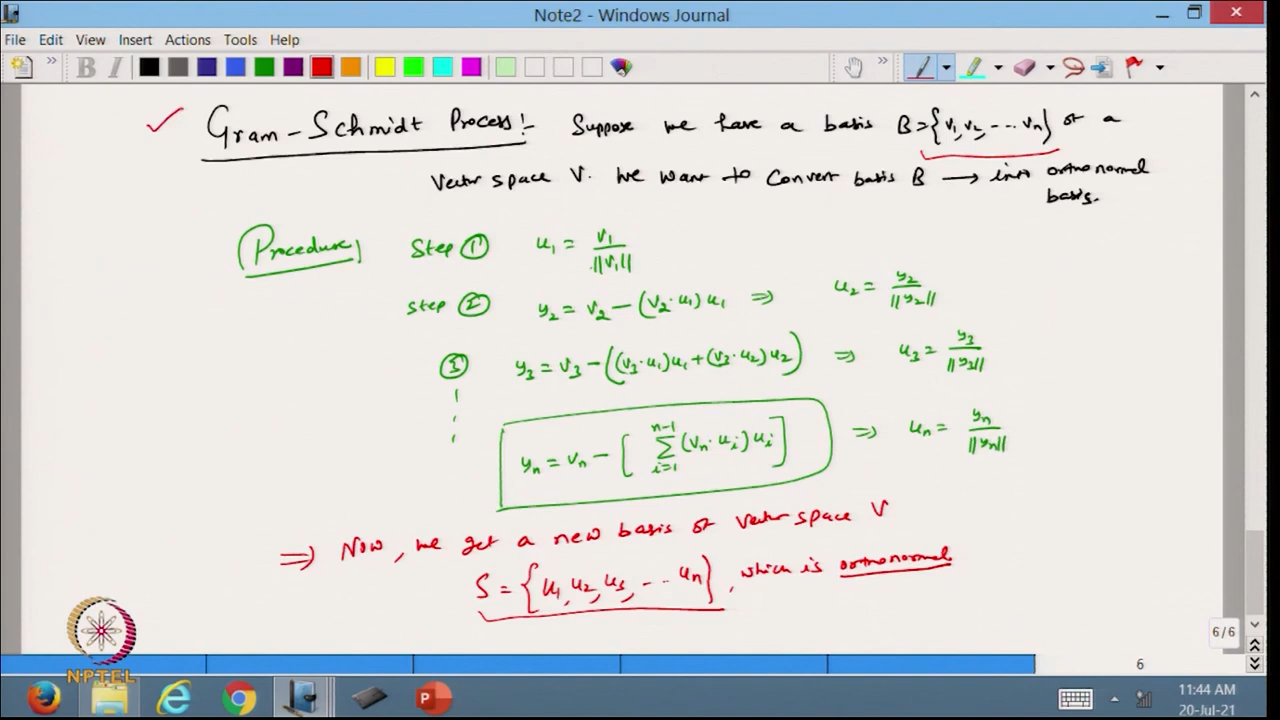 Note2 - Windows Journal
File Edit View Insert Actions Tools Help
B I
Gram-Schmidt Process:- Suppose we have a basis B={v₁, v₂, ... vₙ} of a
vector space V. We want to convert basis B → into orthonormal
basis.
Procedure Step ① u₁ = v₁/||v₁||
Step ② y₂ = v₂ - (v₂·u₁)u₁ ⇒ u₂ = y₂/||y₂||
③ y₃ = v₃ - ((v₃·u₁)u₁+(v₃·u₂)u₂) ⇒ u₃ = y₃/||y₃||
yₙ = vₙ - [ ∑_{i=1}^{n-1} (vₙ·uᵢ)uᵢ ] ⇒ uₙ = yₙ/||yₙ||
⇒ Now, we get a new basis of vector space V
S = {u₁, u₂, u₃, ... uₙ}, which is orthonormal
6/6
6
NPTEL
11:44 AM
20-Jul-21